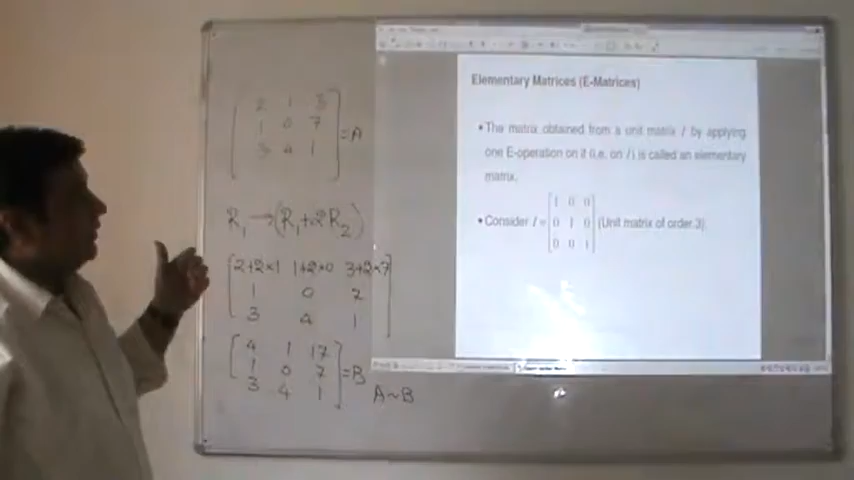 2 1 3
1 0 7 = A
3 4 1
R₁ → (R₁+2R₂)
2+2×1 1+2×0 3+2×7
1 0 7
3 4 1
4 1 17
1 0 7 = B
3 4 1
A ~ B
Elementary Matrices (E-Matrices)
• The matrix obtained from a unit matrix I by applying
one E-operation on it (i.e. on I) is called an elementary
matrix.
1 0 0
• Consider I = 0 1 0 (Unit matrix of order 3).
0 0 1